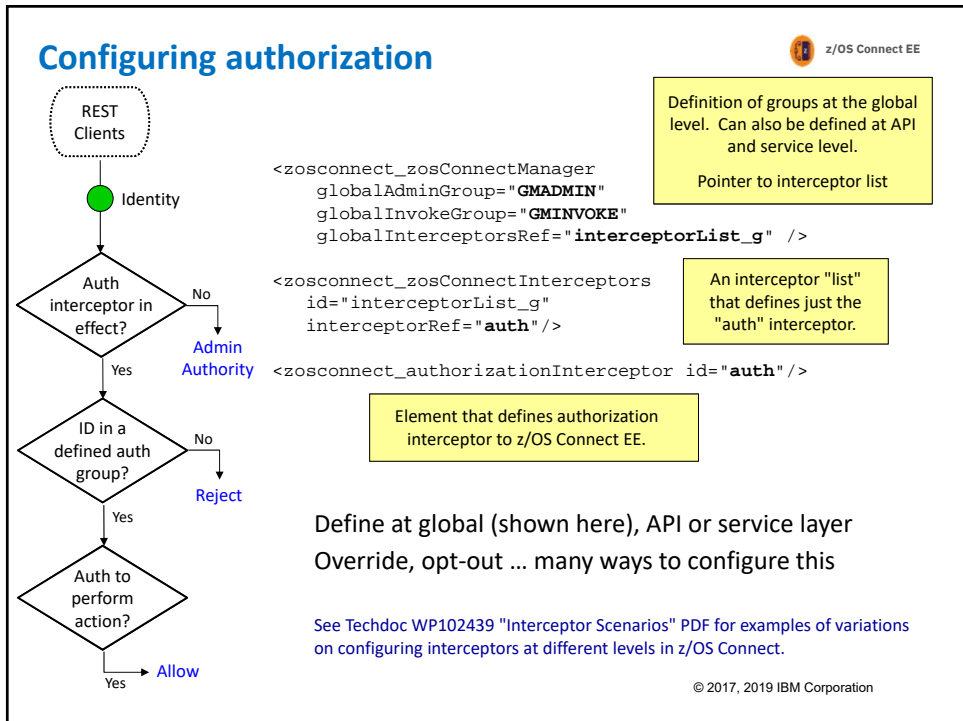 Configuring authorization
z/OS Connect EE
REST
Clients
Identity
Auth
interceptor in
effect?
No
Admin
Authority
Yes
ID in a
defined auth
group?
No
Reject
Yes
Auth to
perform
action?
Yes
Allow
Definition of groups at the global
level.  Can also be defined at API
and service level.
Pointer to interceptor list
<zosconnect_zosConnectManager
globalAdminGroup="GMADMIN"
globalInvokeGroup="GMINVOKE"
globalInterceptorsRef="interceptorList_g" />
<zosconnect_zosConnectInterceptors
id="interceptorList_g"
interceptorRef="auth"/>
An interceptor "list"
that defines just the
"auth" interceptor.
<zosconnect_authorizationInterceptor id="auth"/>
Element that defines authorization
interceptor to z/OS Connect EE.
Define at global (shown here), API or service layer
Override, opt-out … many ways to configure this
See Techdoc WP102439 "Interceptor Scenarios" PDF for examples of variations
on configuring interceptors at different levels in z/OS Connect.
© 2017, 2019 IBM Corporation